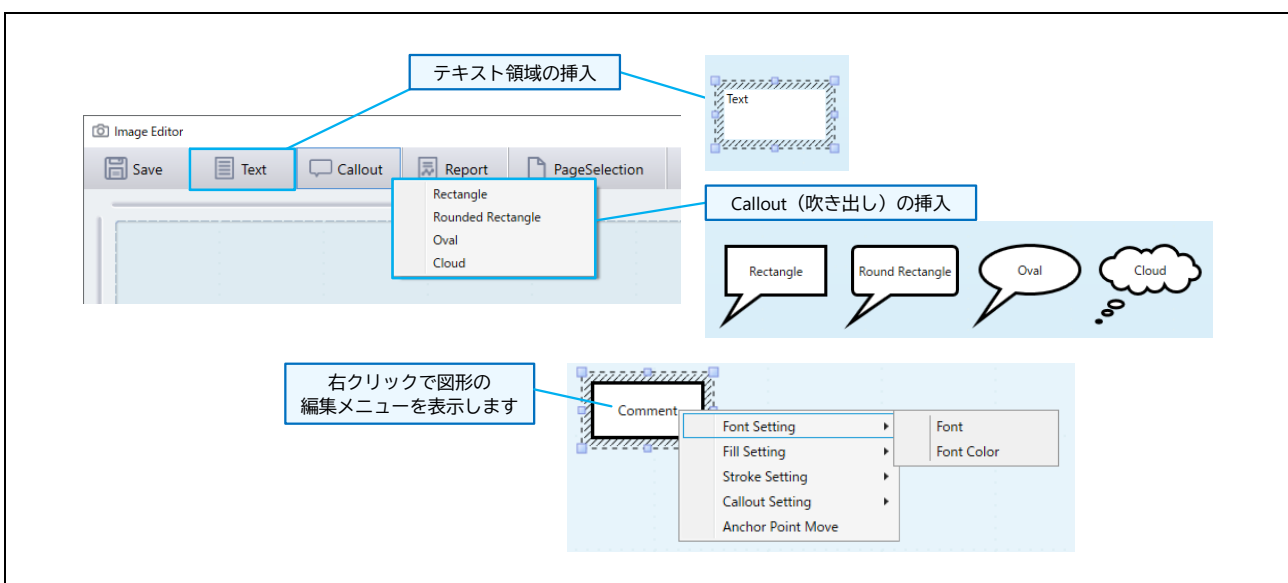 テキスト領域の挿入
Text
Image Editor
Save
Text
Callout
Report
PageSelection
Rectangle
Rounded Rectangle
Oval
Cloud
Callout（吹き出し）の挿入
Rectangle
Round Rectangle
Oval
Cloud
右クリックで図形の
編集メニューを表示します
Comment
Font Setting
Fill Setting
Stroke Setting
Callout Setting
Anchor Point Move
Font
Font Color